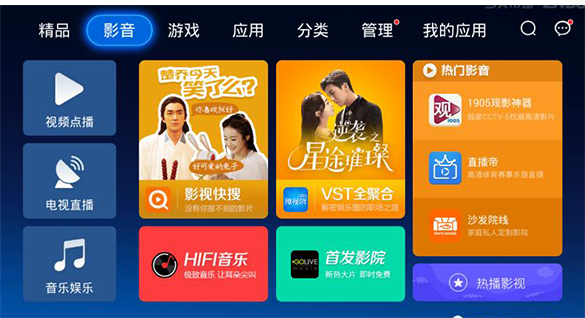 精品 影音 游戏 应用 分类 管理 我的应用
视频点播
电视直播
音乐娱乐
整养今天
笑了么??
你喜欢就好
好可爱的兔子
影视快搜
没有你搜不到的影片
逆袭之
星途璀璨
VST全聚合
解密娱乐圈的职场之路
HIFI音乐
极致音乐 让耳朵尖叫
GOLIVE
首发影院
新热大片 即时免费
热门影音
1905
1905观影神器
独家CCTV-6权威高清影片
直播帝
高清体育赛事多路直播
沙发院线
家庭私人定制影院
热播影视